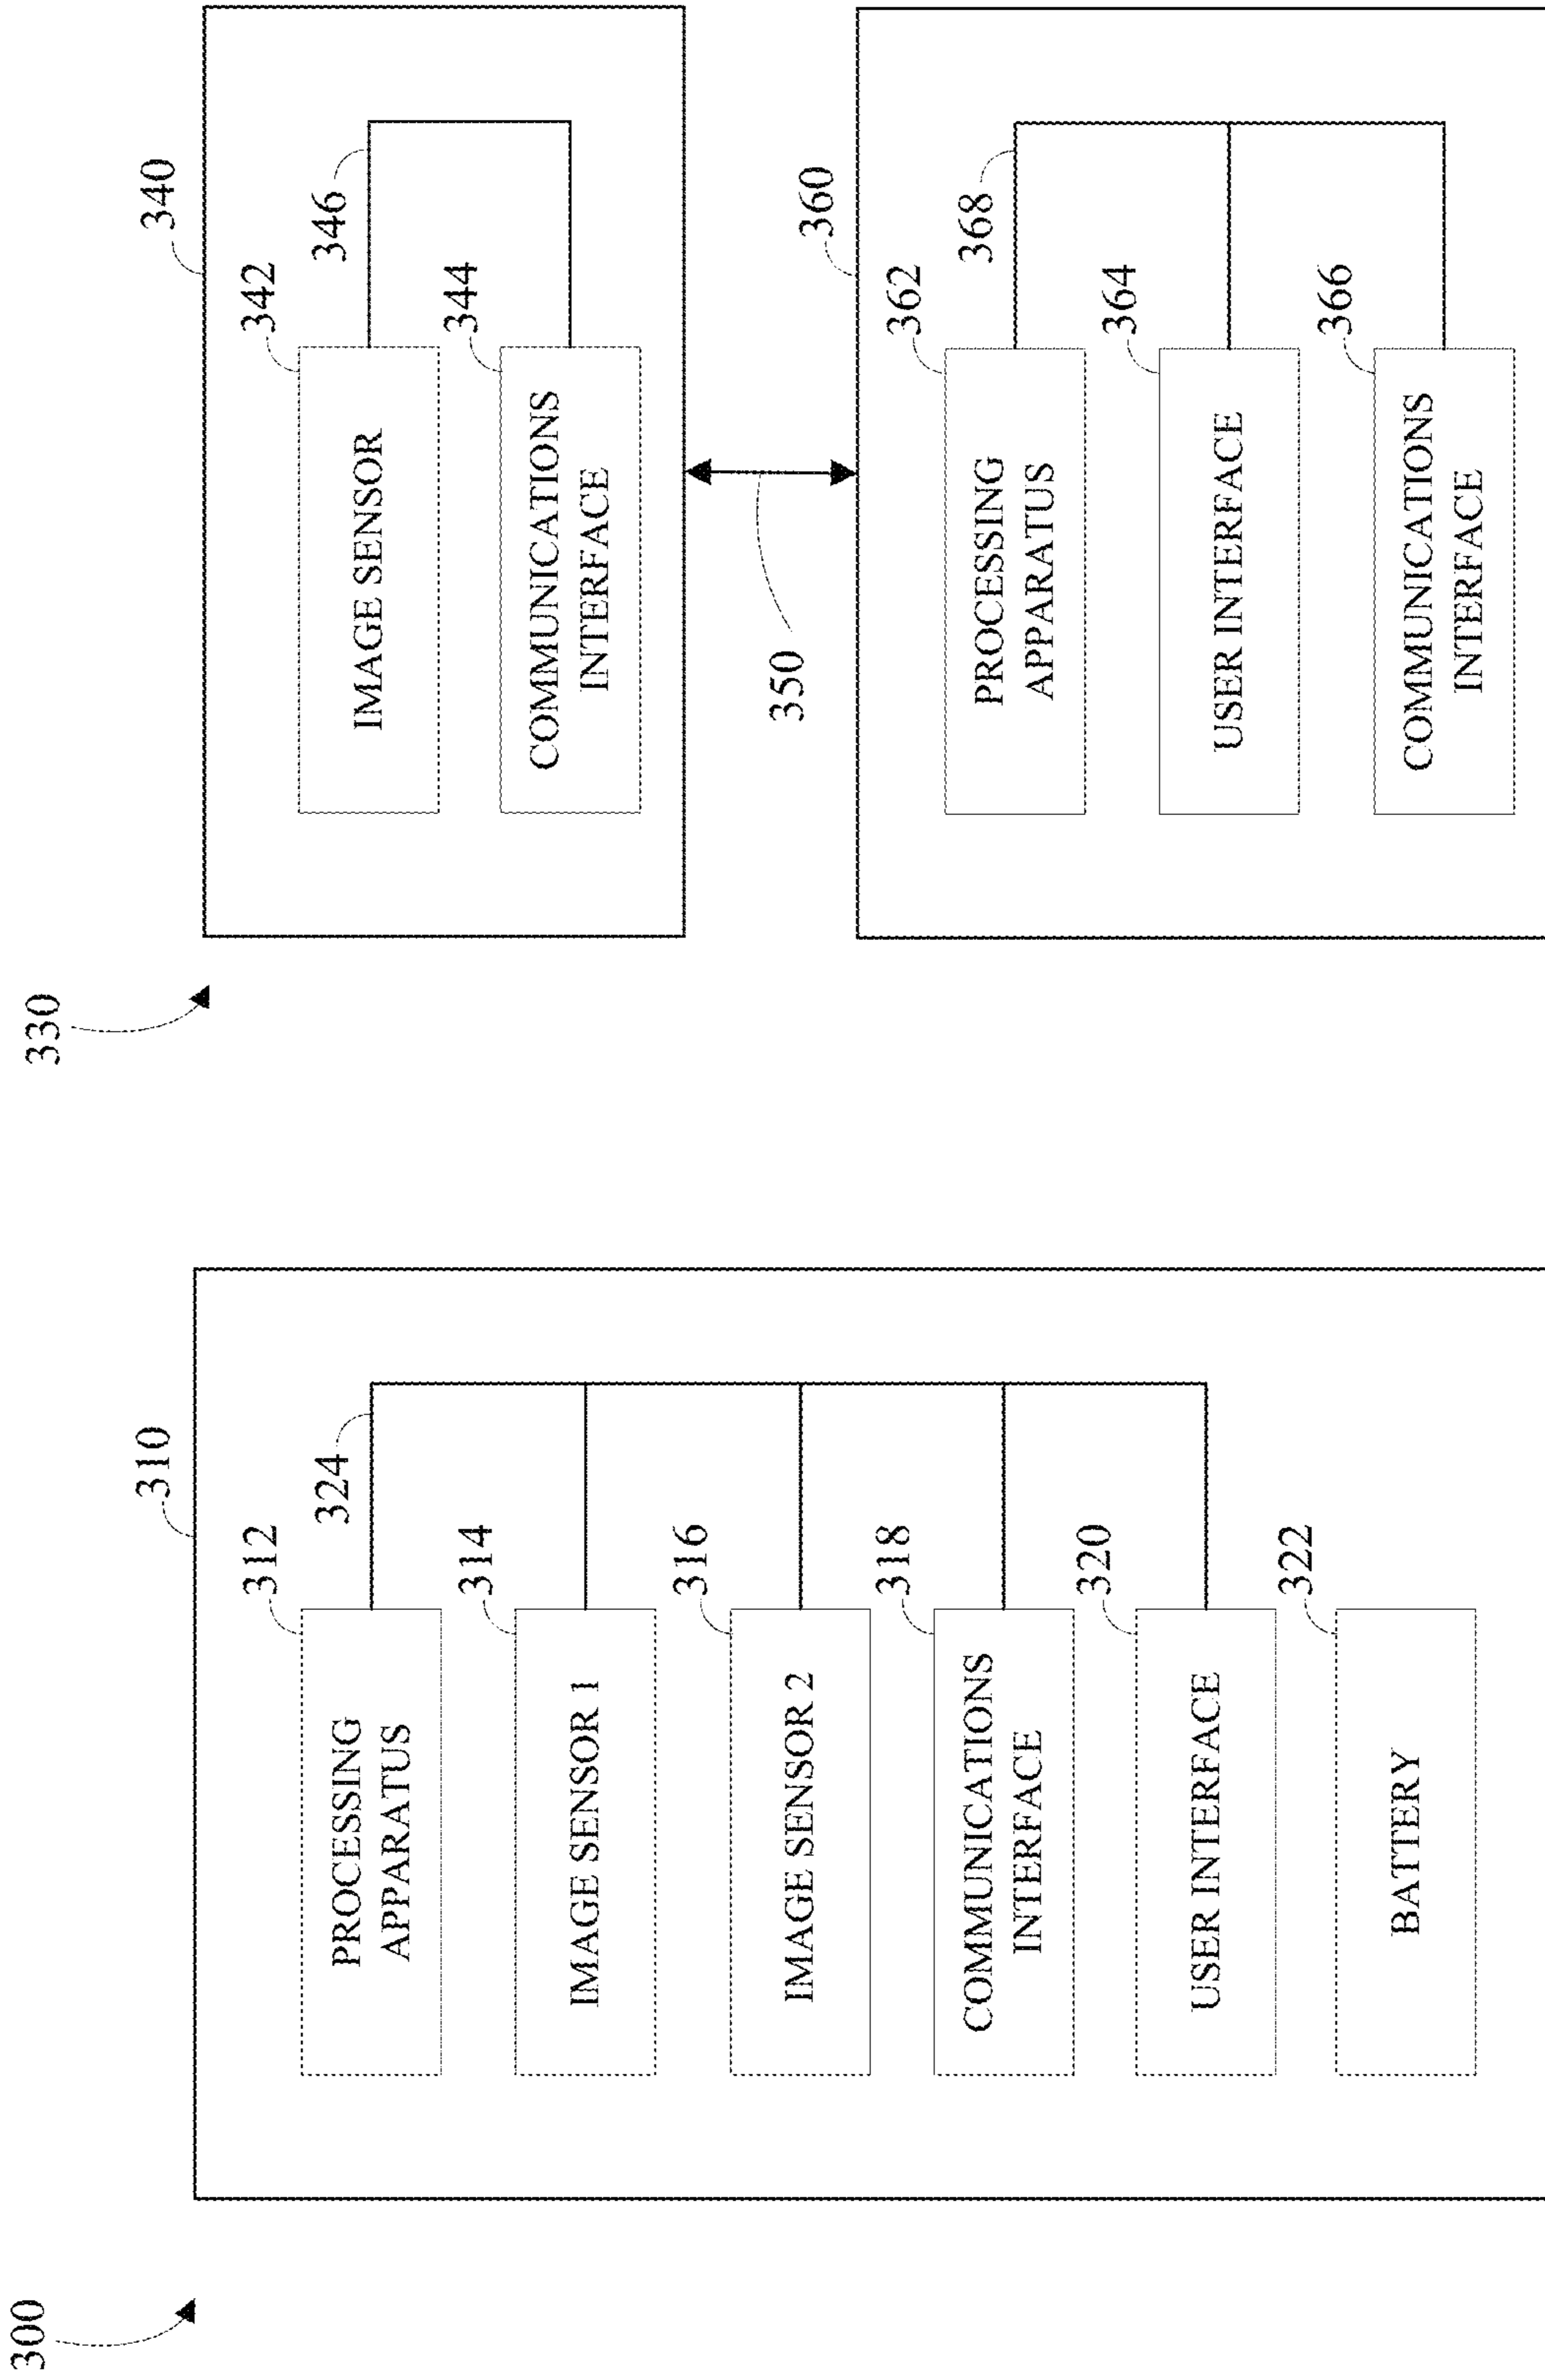 300
310
312
324
PROCESSING
APPARATUS
314
IMAGE SENSOR 1
316
IMAGE SENSOR 2
318
COMMUNICATIONS
INTERFACE
320
USER INTERFACE
322
BATTERY
330
340
342
346
IMAGE SENSOR
344
COMMUNICATIONS
INTERFACE
350
360
362
368
PROCESSING
APPARATUS
364
USER INTERFACE
366
COMMUNICATIONS
INTERFACE